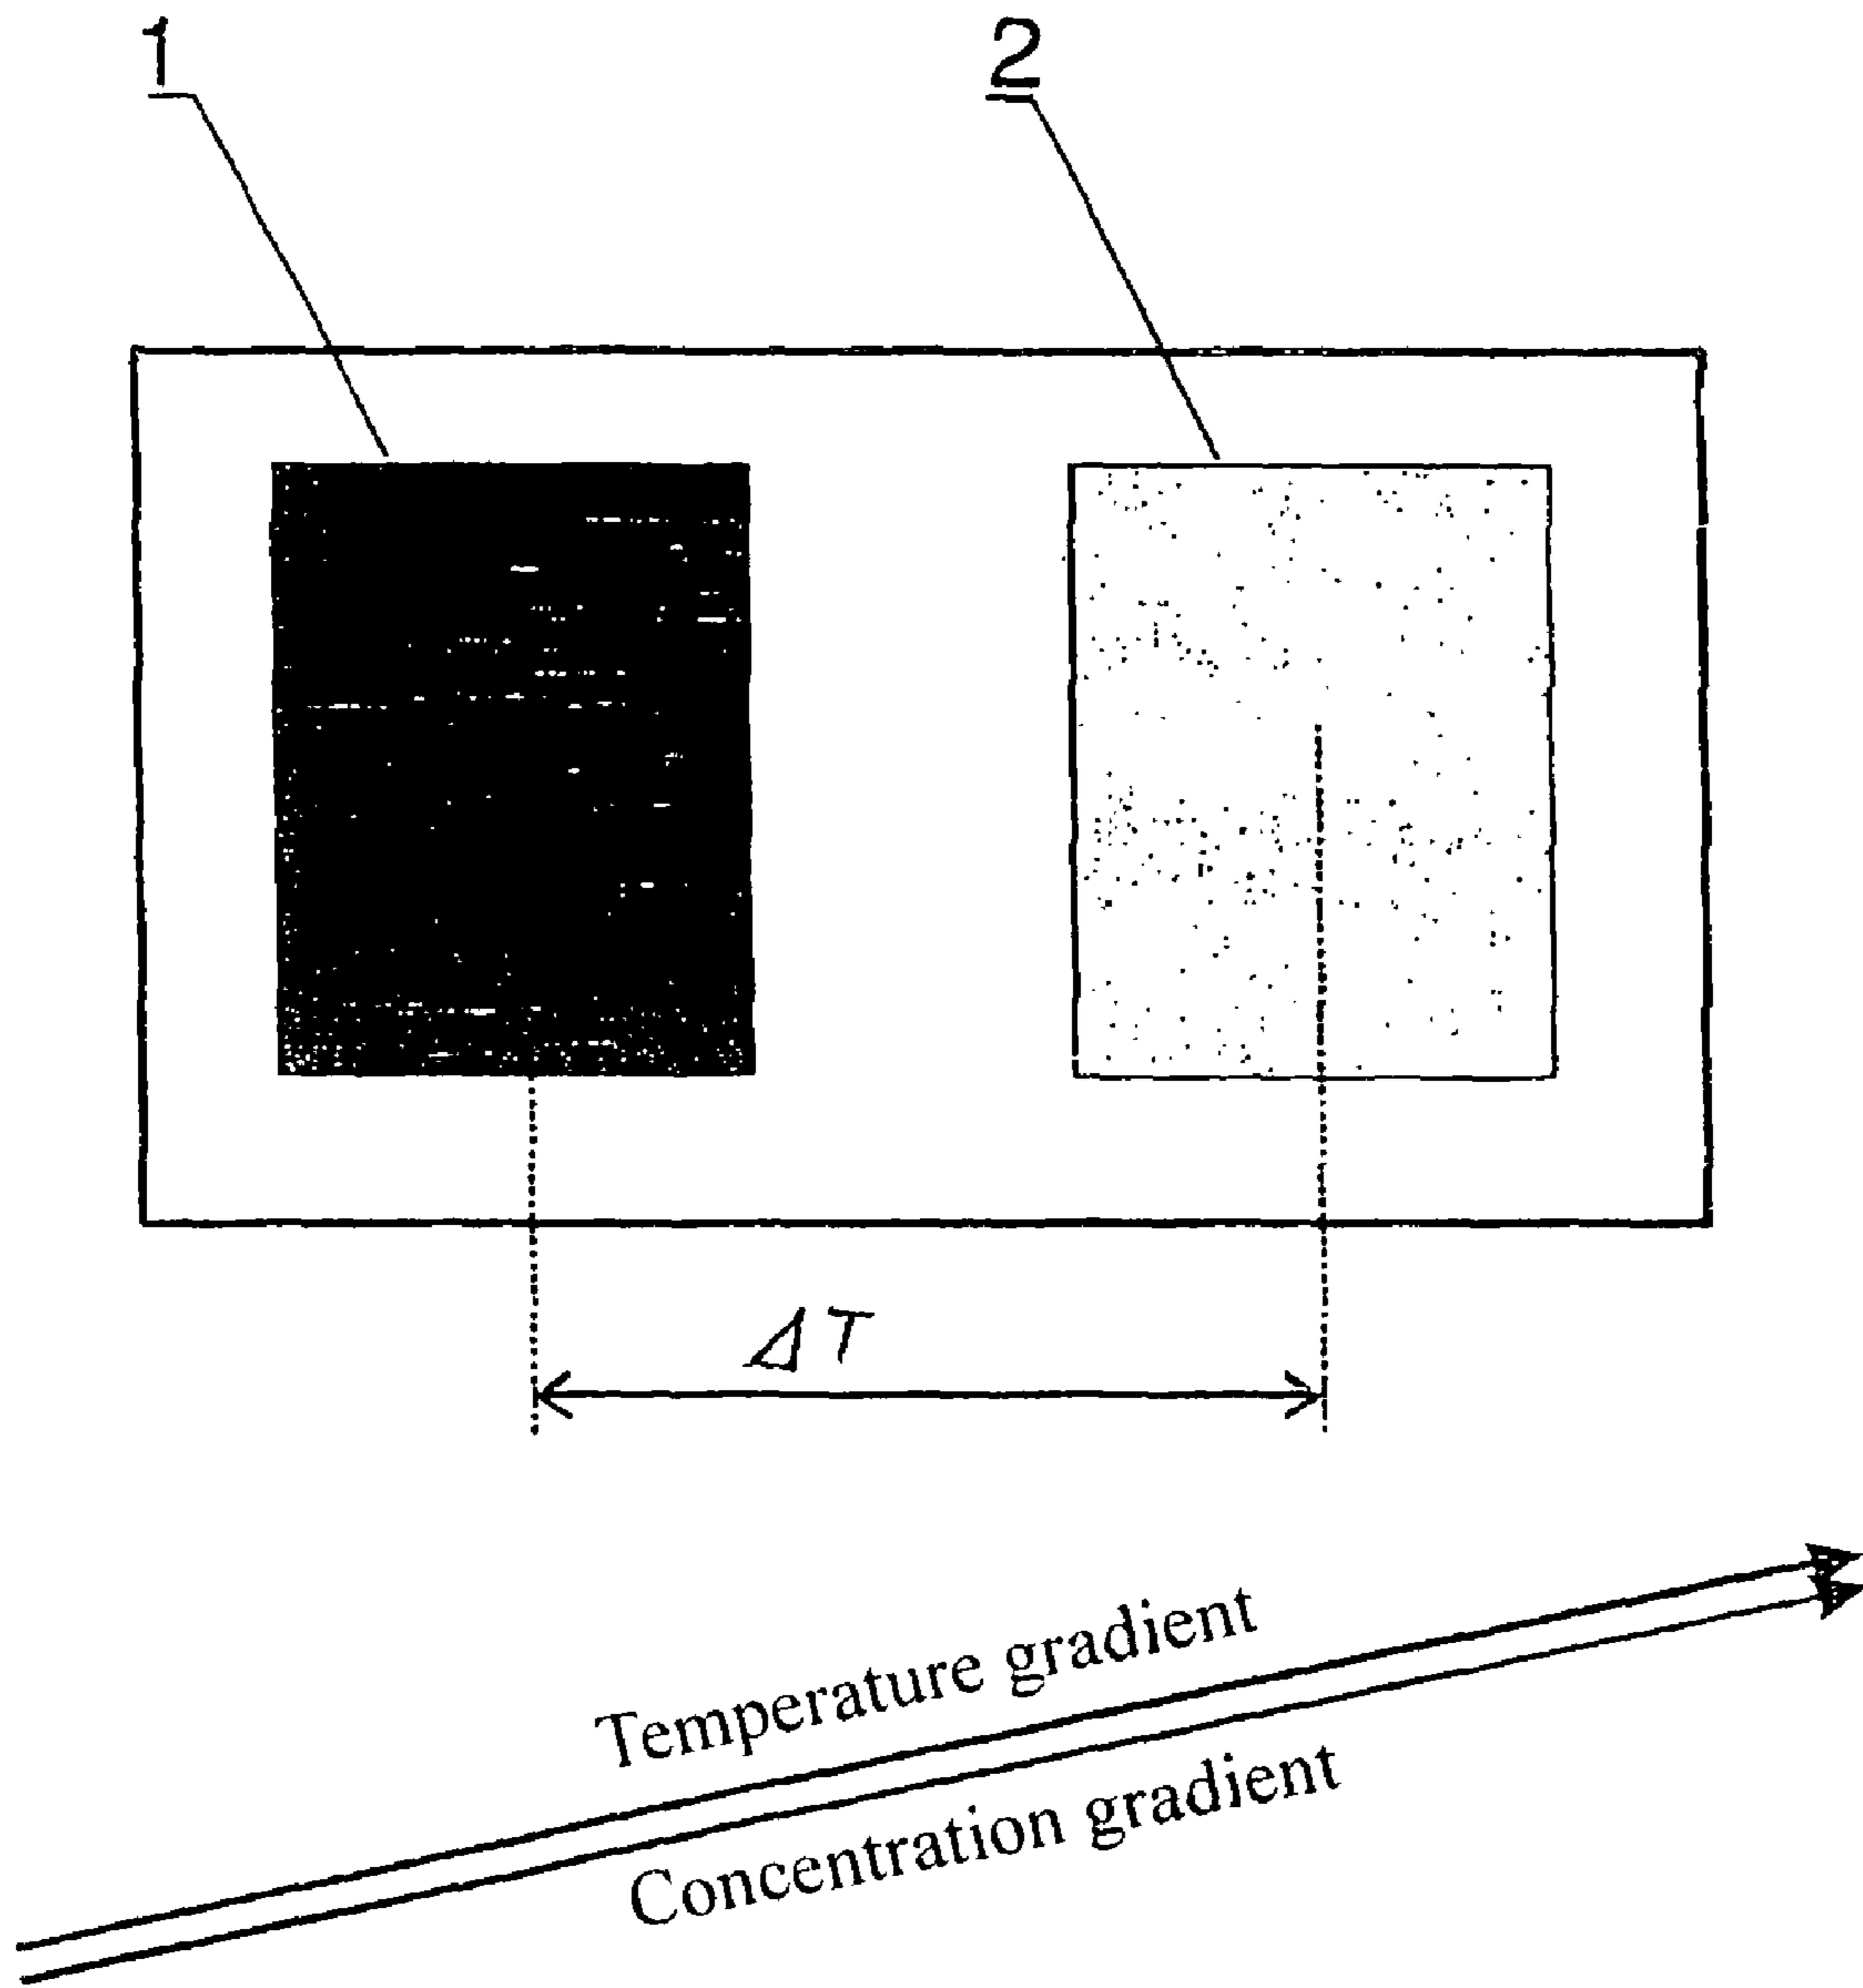 1
2
ΔT
Temperature gradient
Concentration gradient